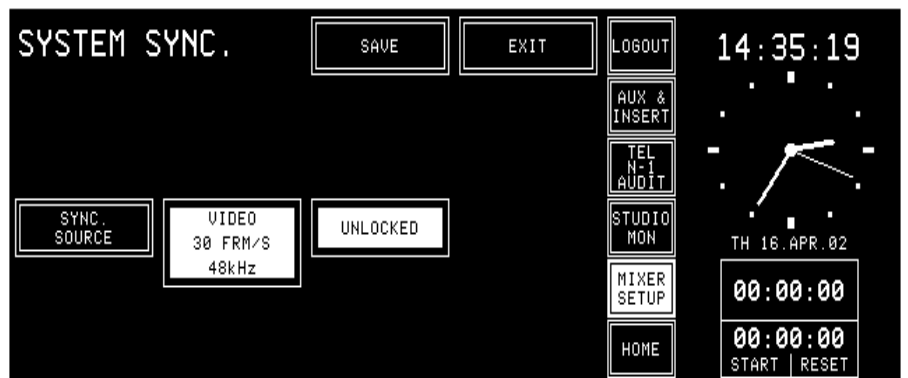 SYSTEM SYNC.
SAVE
EXIT
SYNC.
SOURCE
VIDEO
30 FRM/S
48kHz
UNLOCKED
LOGOUT
AUX &
INSERT
TEL
N-1
AUDIT
STUDIO
MON
MIXER
SETUP
HOME
14:35:19
TH 16.APR.02
00:00:00
00:00:00
START | RESET